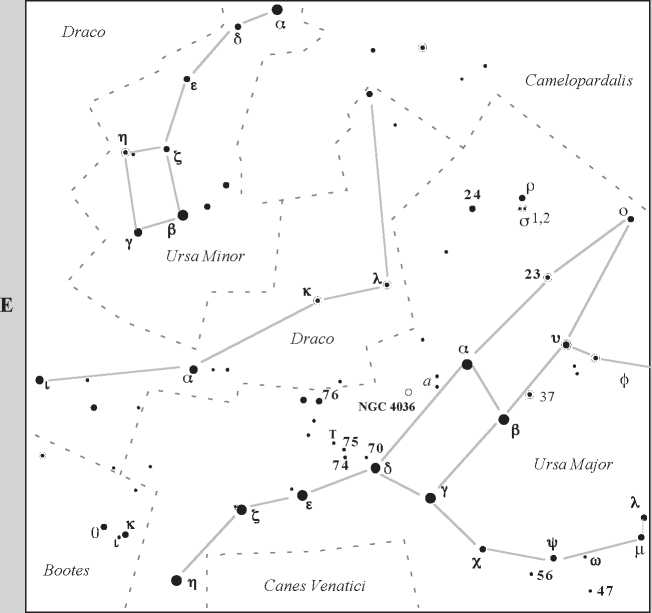 Draco
α
δ
ε
Camelopardalis
η
ζ
24
ρ
σ1,2
ο
γ
β
Ursa Minor
23
E
κ
λ
Draco
υ
α
α
ι
a
φ
NGC 4036
76
37
β
T
75
74
70
δ
Ursa Major
γ
ε
ζ
λ
θ
κ
ι
χ
ψ
ω
μ
Bootes
η
Canes Venatici
56
47